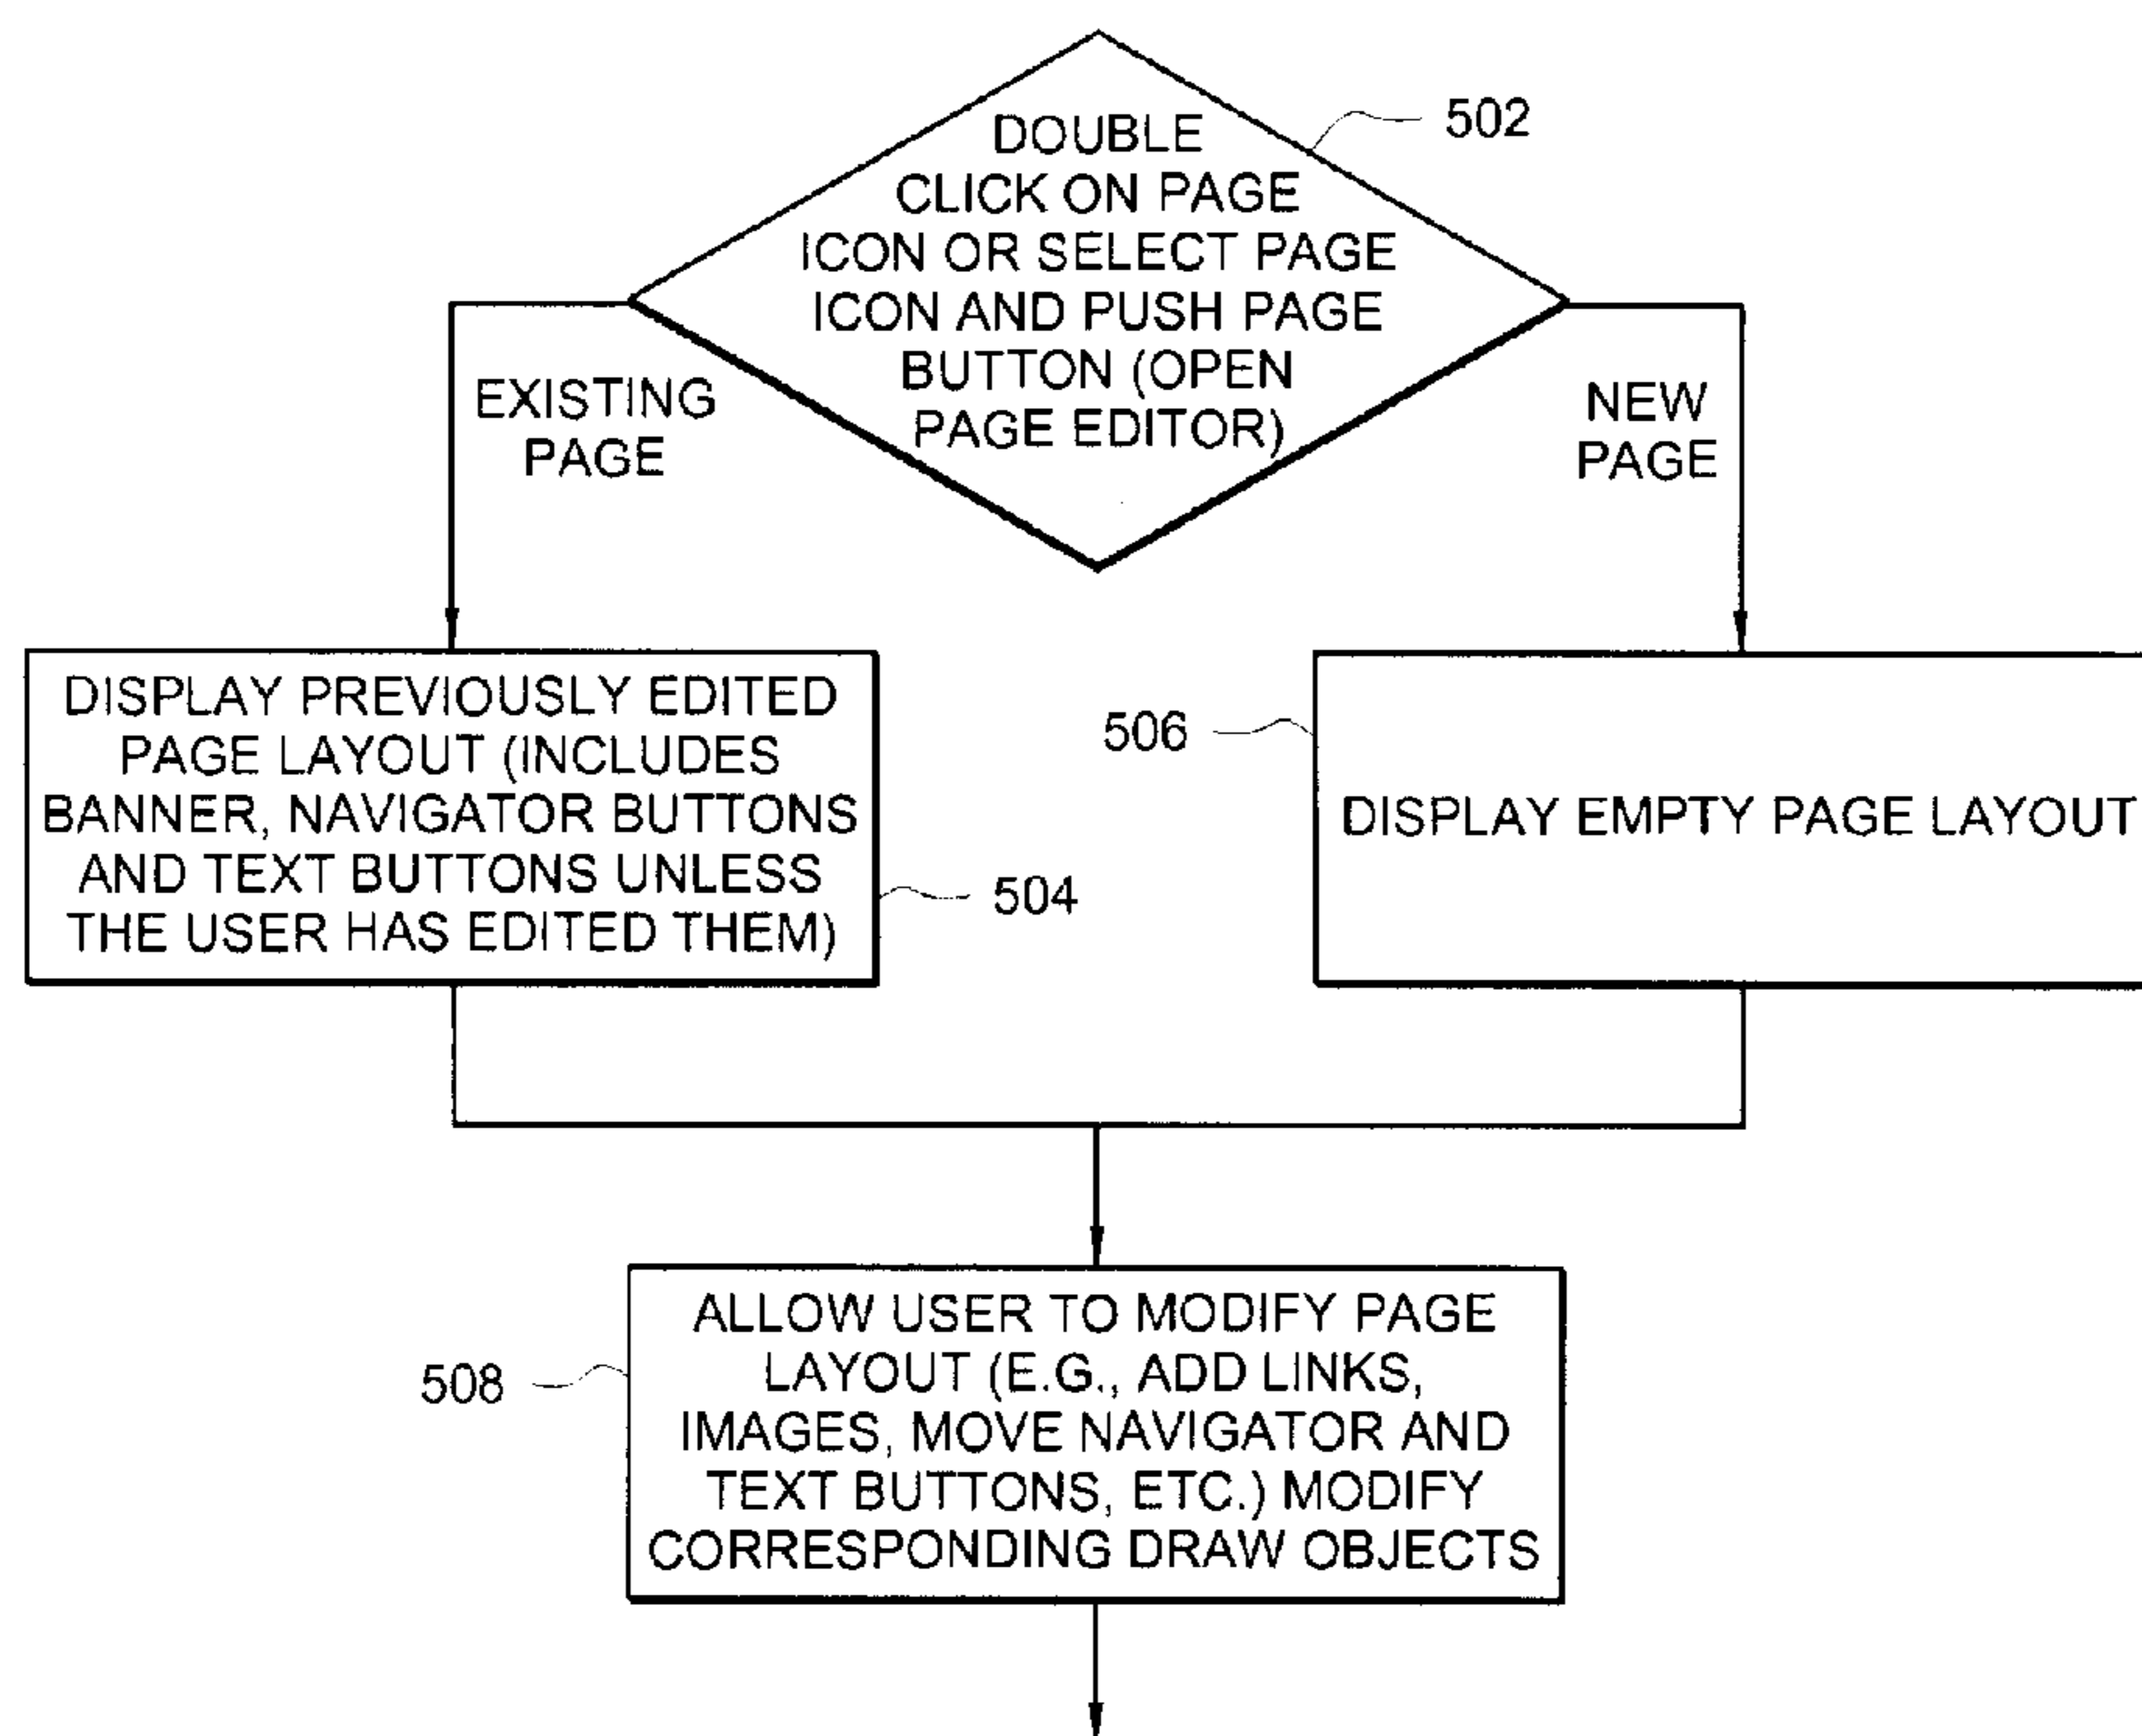 DOUBLE
CLICK ON PAGE
ICON OR SELECT PAGE
ICON AND PUSH PAGE
BUTTON (OPEN
PAGE EDITOR)
502
EXISTING
PAGE
NEW
PAGE
DISPLAY PREVIOUSLY EDITED
PAGE LAYOUT (INCLUDES
BANNER, NAVIGATOR BUTTONS
AND TEXT BUTTONS UNLESS
THE USER HAS EDITED THEM)
504
506
DISPLAY EMPTY PAGE LAYOUT
508
ALLOW USER TO MODIFY PAGE
LAYOUT (E.G., ADD LINKS,
IMAGES, MOVE NAVIGATOR AND
TEXT BUTTONS, ETC.) MODIFY
CORRESPONDING DRAW OBJECTS